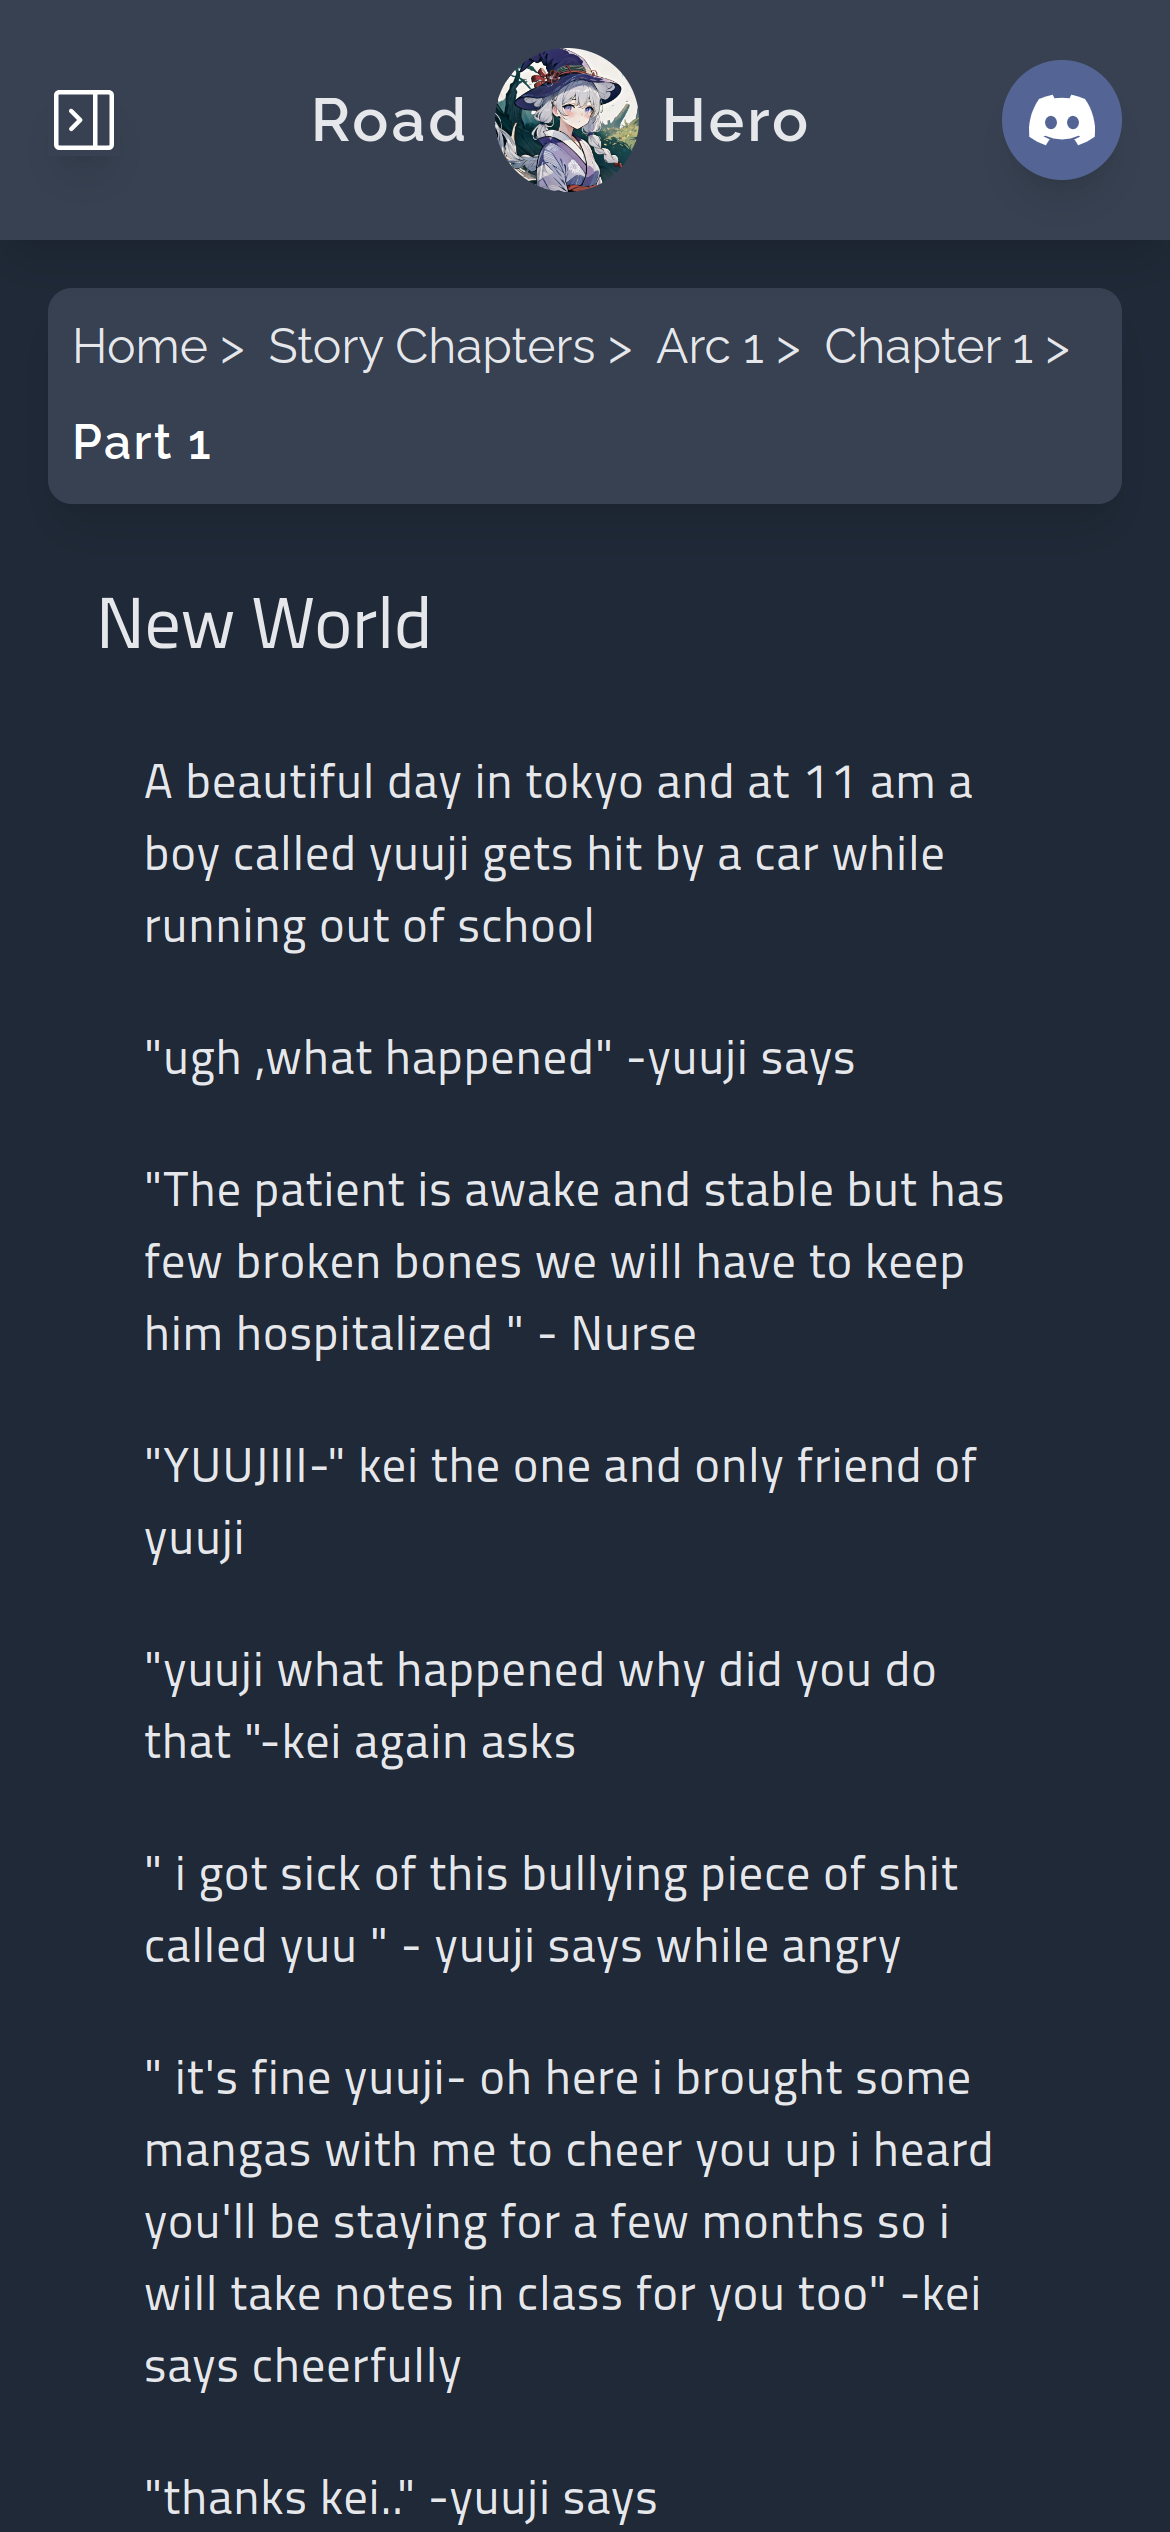 Road Hero
Home > Story Chapters > Arc 1 > Chapter 1 >
Part 1
New World
A beautiful day in tokyo and at 11 am a
boy called yuuji gets hit by a car while
running out of school
"ugh ,what happened" -yuuji says
"The patient is awake and stable but has
few broken bones we will have to keep
him hospitalized " - Nurse
"YUUJIII-" kei the one and only friend of
yuuji
"yuuji what happened why did you do
that "-kei again asks
" i got sick of this bullying piece of shit
called yuu " - yuuji says while angry
" it's fine yuuji- oh here i brought some
mangas with me to cheer you up i heard
you'll be staying for a few months so i
will take notes in class for you too" -kei
says cheerfully
"thanks kei.." -yuuji says